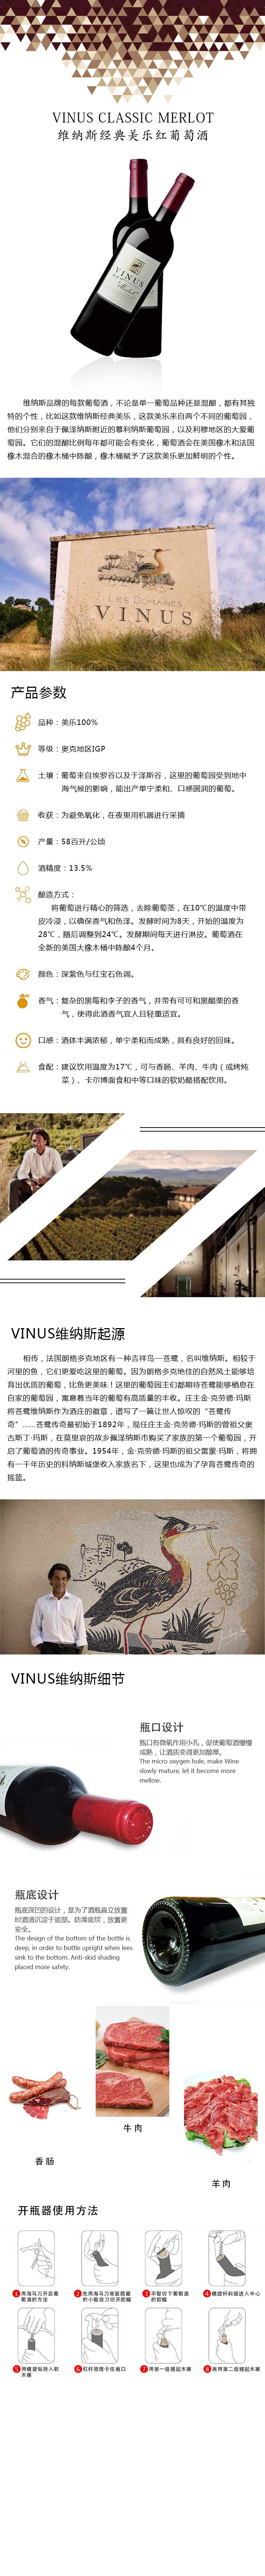 VINUS CLASSIC MERLOT
维纳斯经典美乐红葡萄酒
VINUS
Merlot
维纳斯品牌的每款葡萄酒，不论是单一葡萄品种还是混酿，都有其独
特的个性，比如这款维纳斯经典美乐，这款美乐来自两个不同的葡萄园，
他们分别来自于佩泽纳斯附近的慕利纳斯葡萄园，以及利穆地区的大爱葡
萄园。它们的混酿比例每年都可能会有变化，葡萄酒会在美国橡木和法国
橡木混合的橡木桶中陈酿，橡木桶赋予了这款美乐更加鲜明的个性。
LES DOMAINES
VINUS
产品参数
品种：美乐100%
等级：奥克地区IGP
土壤：葡萄来自埃罗谷以及于泽斯谷，这里的葡萄园受到地中
海气候的影响，能出产单宁柔和、口感圆润的葡萄。
收获：为避免氧化，在夜里用机器进行采摘
产量：58百升/公顷
酒精度：13.5%
酿造方式：
将葡萄进行精心的筛选，去除葡萄茎，在10℃的温度中带
皮冷浸，以确保香气和色泽。发酵时间为8天，开始的温度为
28℃，随后调整到24℃。发酵期间每天进行淋皮。葡萄酒在
全新的美国大橡木桶中陈酿4个月。
颜色：深紫色与红宝石色调。
香气：复杂的黑莓和李子的香气，并带有可可和黑醋栗的香
气，使得此酒香气宜人且轻重适宜。
口感：酒体丰满浓郁，单宁柔和而成熟，具有良好的回味。
食配：建议饮用温度为17℃，可与香肠、羊肉、牛肉（或烤炖
菜）、卡尔博面食和中等口味的软奶酪搭配饮用。
VINUS维纳斯起源
相传，法国朗格多克地区有一种吉祥鸟—苍鹭，名叫维纳斯。相较于
河里的鱼，它们更爱吃这里的葡萄。因为朗格多克地佳的自然风土能够培
育出优质的葡萄，比鱼更美味！这里的葡萄园主们都期待苍鹭能够栖息在
自家的葡萄园，寓意着当年的葡萄有高质量的丰收。庄主金·克劳德·玛斯
将苍鹭维纳斯作为酒庄的徽章，谱写了一篇让世人惊叹的“苍鹭传
奇”……苍鹭传奇最初始于1892年，现任庄主金·克劳德·玛斯的曾祖父奥
古斯丁·玛斯，在莫里哀的故乡佩泽纳斯市购买了家族的第一个葡萄园，开
启了葡萄酒的传奇事业。1954年，金·克劳德·玛斯的祖父雷蒙·玛斯，将拥
有一千年历史的科纳斯城堡收入家族名下，这里也成为了孕育苍鹭传奇的
摇篮。
VINUS维纳斯细节
瓶口设计
瓶口有微氧作用小孔，促使葡萄酒慢慢
成熟，让酒质变得更加醇厚。
The micro oxygen hole, make Wine
slowly mature, let it become more
mellow.
瓶底设计
瓶底深凹的设计，是为了酒瓶直立放置
时酒渣沉淀于底部。防滑底纹，放置更
安全。
The design of the bottom of the bottle is
deep, in order to bottle upright when lees
sink to the bottom. Anti-skid shading
placed more safety.
牛肉
香肠
羊肉
开瓶器使用方法
1 用海马刀开启葡
萄酒的方法
2 先用海马刀背面隐藏
的小锯齿刀切开胶帽
3 平整切下葡萄酒
的胶帽
4 螺旋杆斜插进入中心
5 用螺旋钻转入软
木塞
6 杠杆原理卡住瓶口
7 用第一级翘起木塞
8 再用第二级翘起木塞